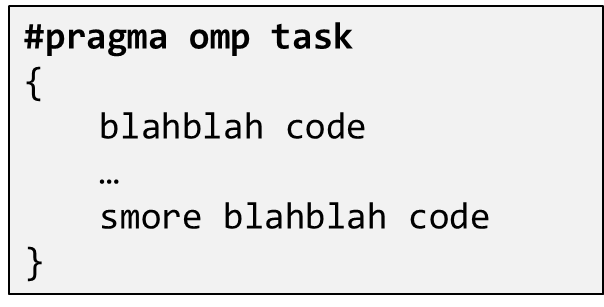 #pragma omp task
{
blahblah code
…
smore blahblah code
}